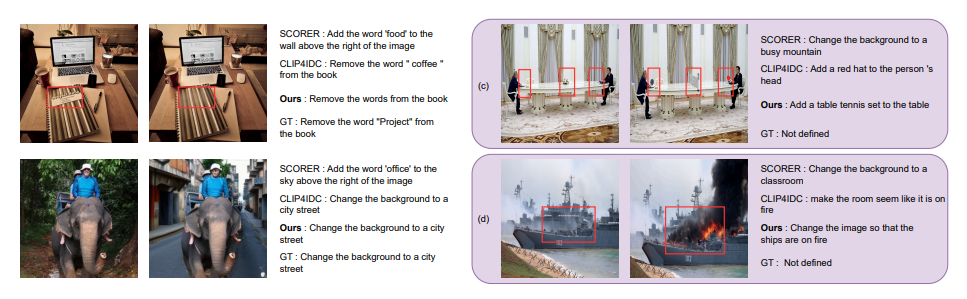 SCORER : Add the word 'food' to the
wall above the right of the image
CLIP4IDC : Remove the word " coffee "
from the book
Ours : Remove the words from the book
GT : Remove the word "Project" from
the book
SCORER : Add the word 'office' to the
sky above the right of the image
CLIP4IDC : Change the background to a
city street
Ours : Change the background to a city
street
GT : Change the background to a city
street
(c)
SCORER : Change the background to a
busy mountain
CLIP4IDC : Add a red hat to the person 's
head
Ours : Add a table tennis set to the table
GT : Not defined
(d)
SCORER : Change the background to a
classroom
CLIP4IDC : make the room seem like it is on
fire
Ours : Change the image so that the
ships are on fire
GT : Not defined